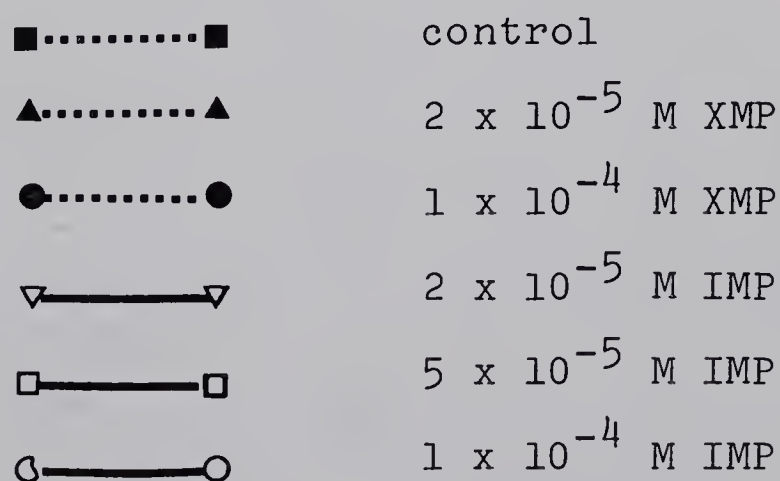 control
2 x 10⁻⁵ M XMP
1 x 10⁻⁴ M XMP
2 x 10⁻⁵ M IMP
5 x 10⁻⁵ M IMP
1 x 10⁻⁴ M IMP